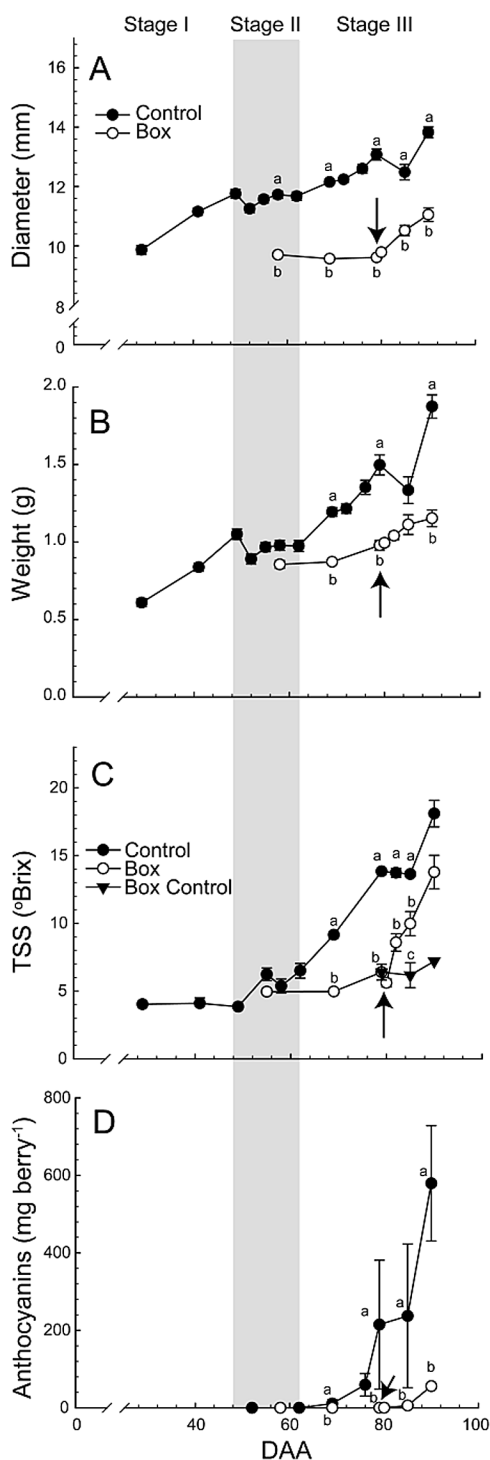 Stage I Stage II Stage III
A
Control
Box
Diameter (mm)
16
14
12
10
8
0
a a a a a
b b b b b
B
Weight (g)
2.0
1.5
1.0
0.5
0.0
a a a
b b b
C
Control
Box
Box Control
TSS (ºBrix)
20
15
10
5
0
a a a a
b b b b
c
D
Anthocyanins (mg berry⁻¹)
800
600
400
200
0
a a a a
b b b b
0 40 60 80 100
DAA